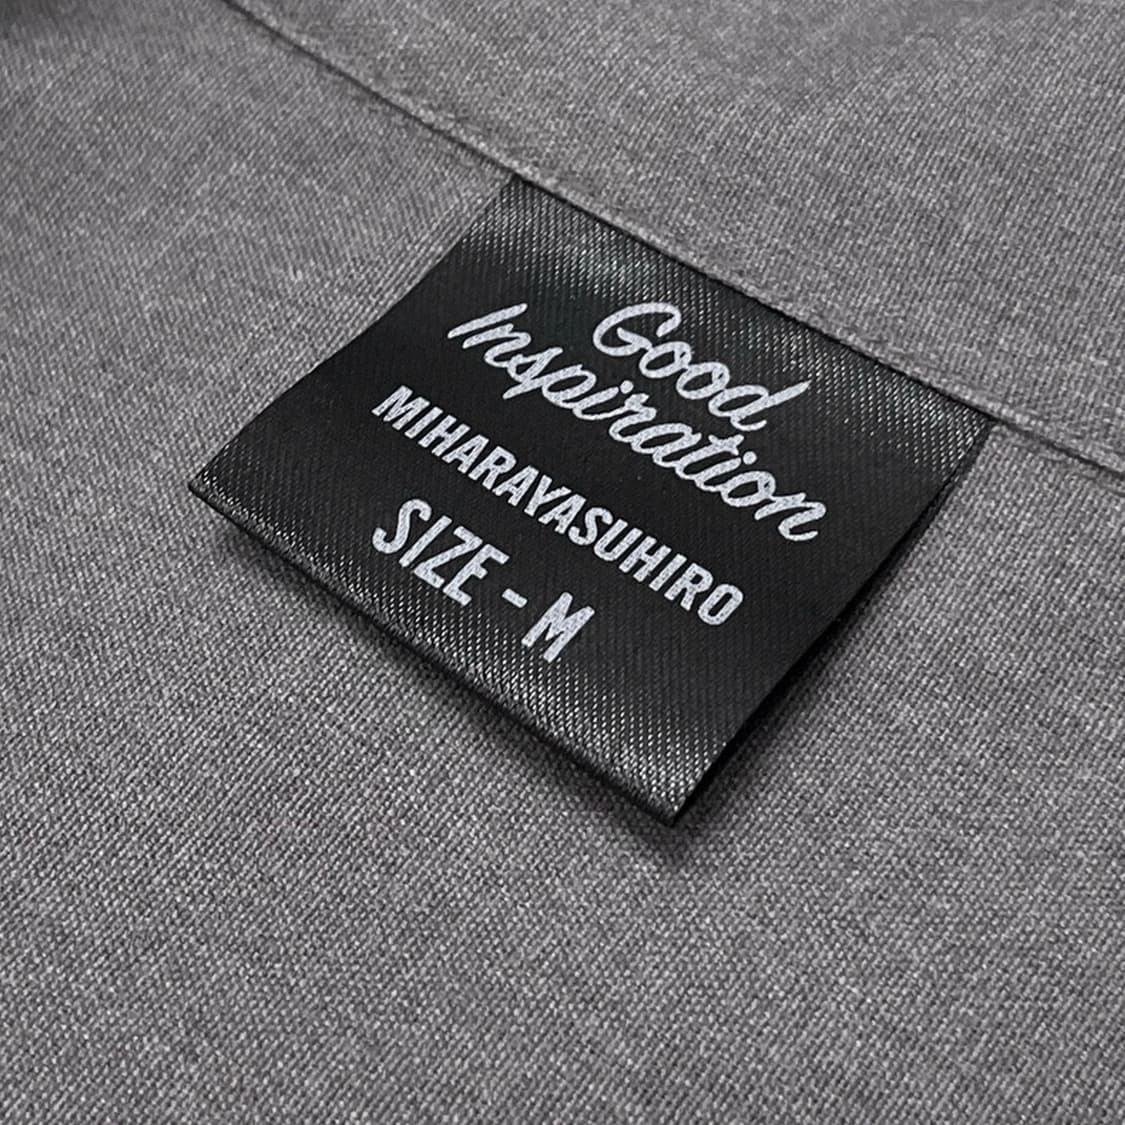 Good
Inspiration
MIHARAYASUHIRO
SIZE - M